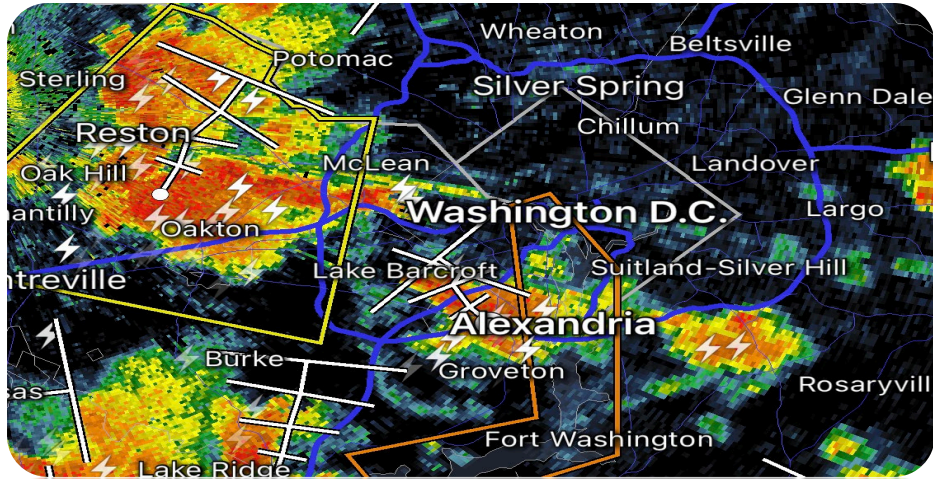 Wheaton
Beltsville
Potomac
Sterling
Silver Spring
Glenn Dale
Chillum
Reston
McLean
Landover
Oak Hill
hantilly
Washington D.C.
Largo
Oakton
Lake Barcroft
Suitland-Silver Hill
ntreville
Alexandria
Burke
Groveton
sas
Rosaryvill
Fort Washington
Lake Ridge